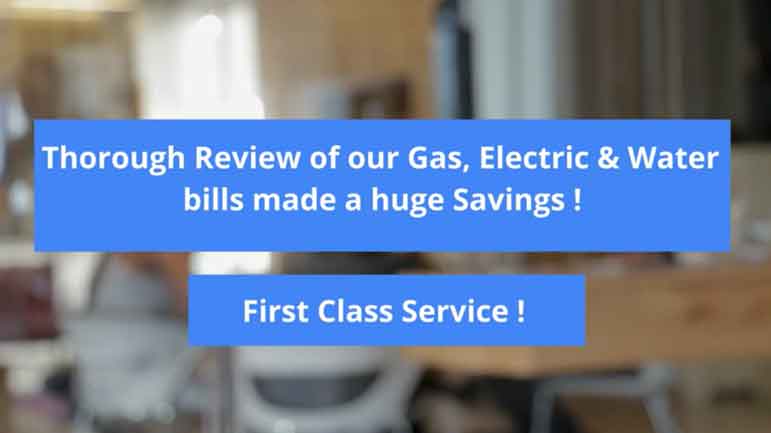 Thorough Review of our Gas, Electric & Water
bills made a huge Savings !
First Class Service !